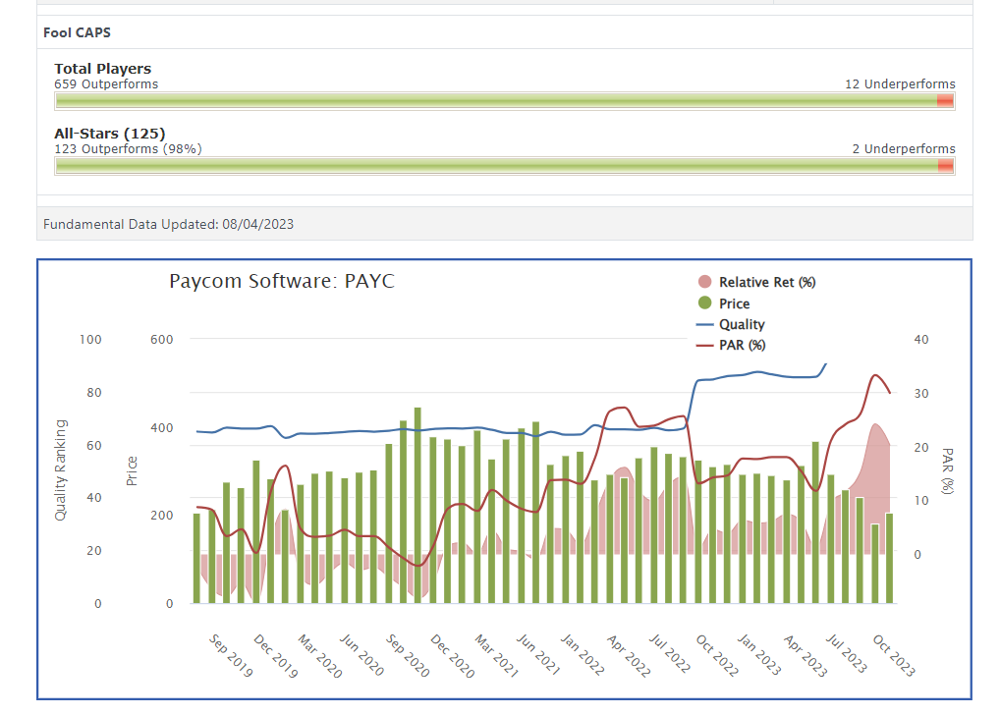 Fool CAPS
Total Players
659 Outperforms 12 Underperforms
All-Stars (125)
123 Outperforms (98%) 2 Underperforms
Fundamental Data Updated: 08/04/2023
Paycom Software: PAYC
Relative Ret (%)
Price
Quality
PAR (%)
Quality Ranking
100
80
60
40
20
0
Price
600
400
200
0
40
30
20
10
0
PAR (%)
Sep 2019
Dec 2019
Mar 2020
Jun 2020
Sep 2020
Dec 2020
Mar 2021
Jun 2021
Jan 2022
Apr 2022
Jul 2022
Oct 2022
Jan 2023
Apr 2023
Jul 2023
Oct 2023